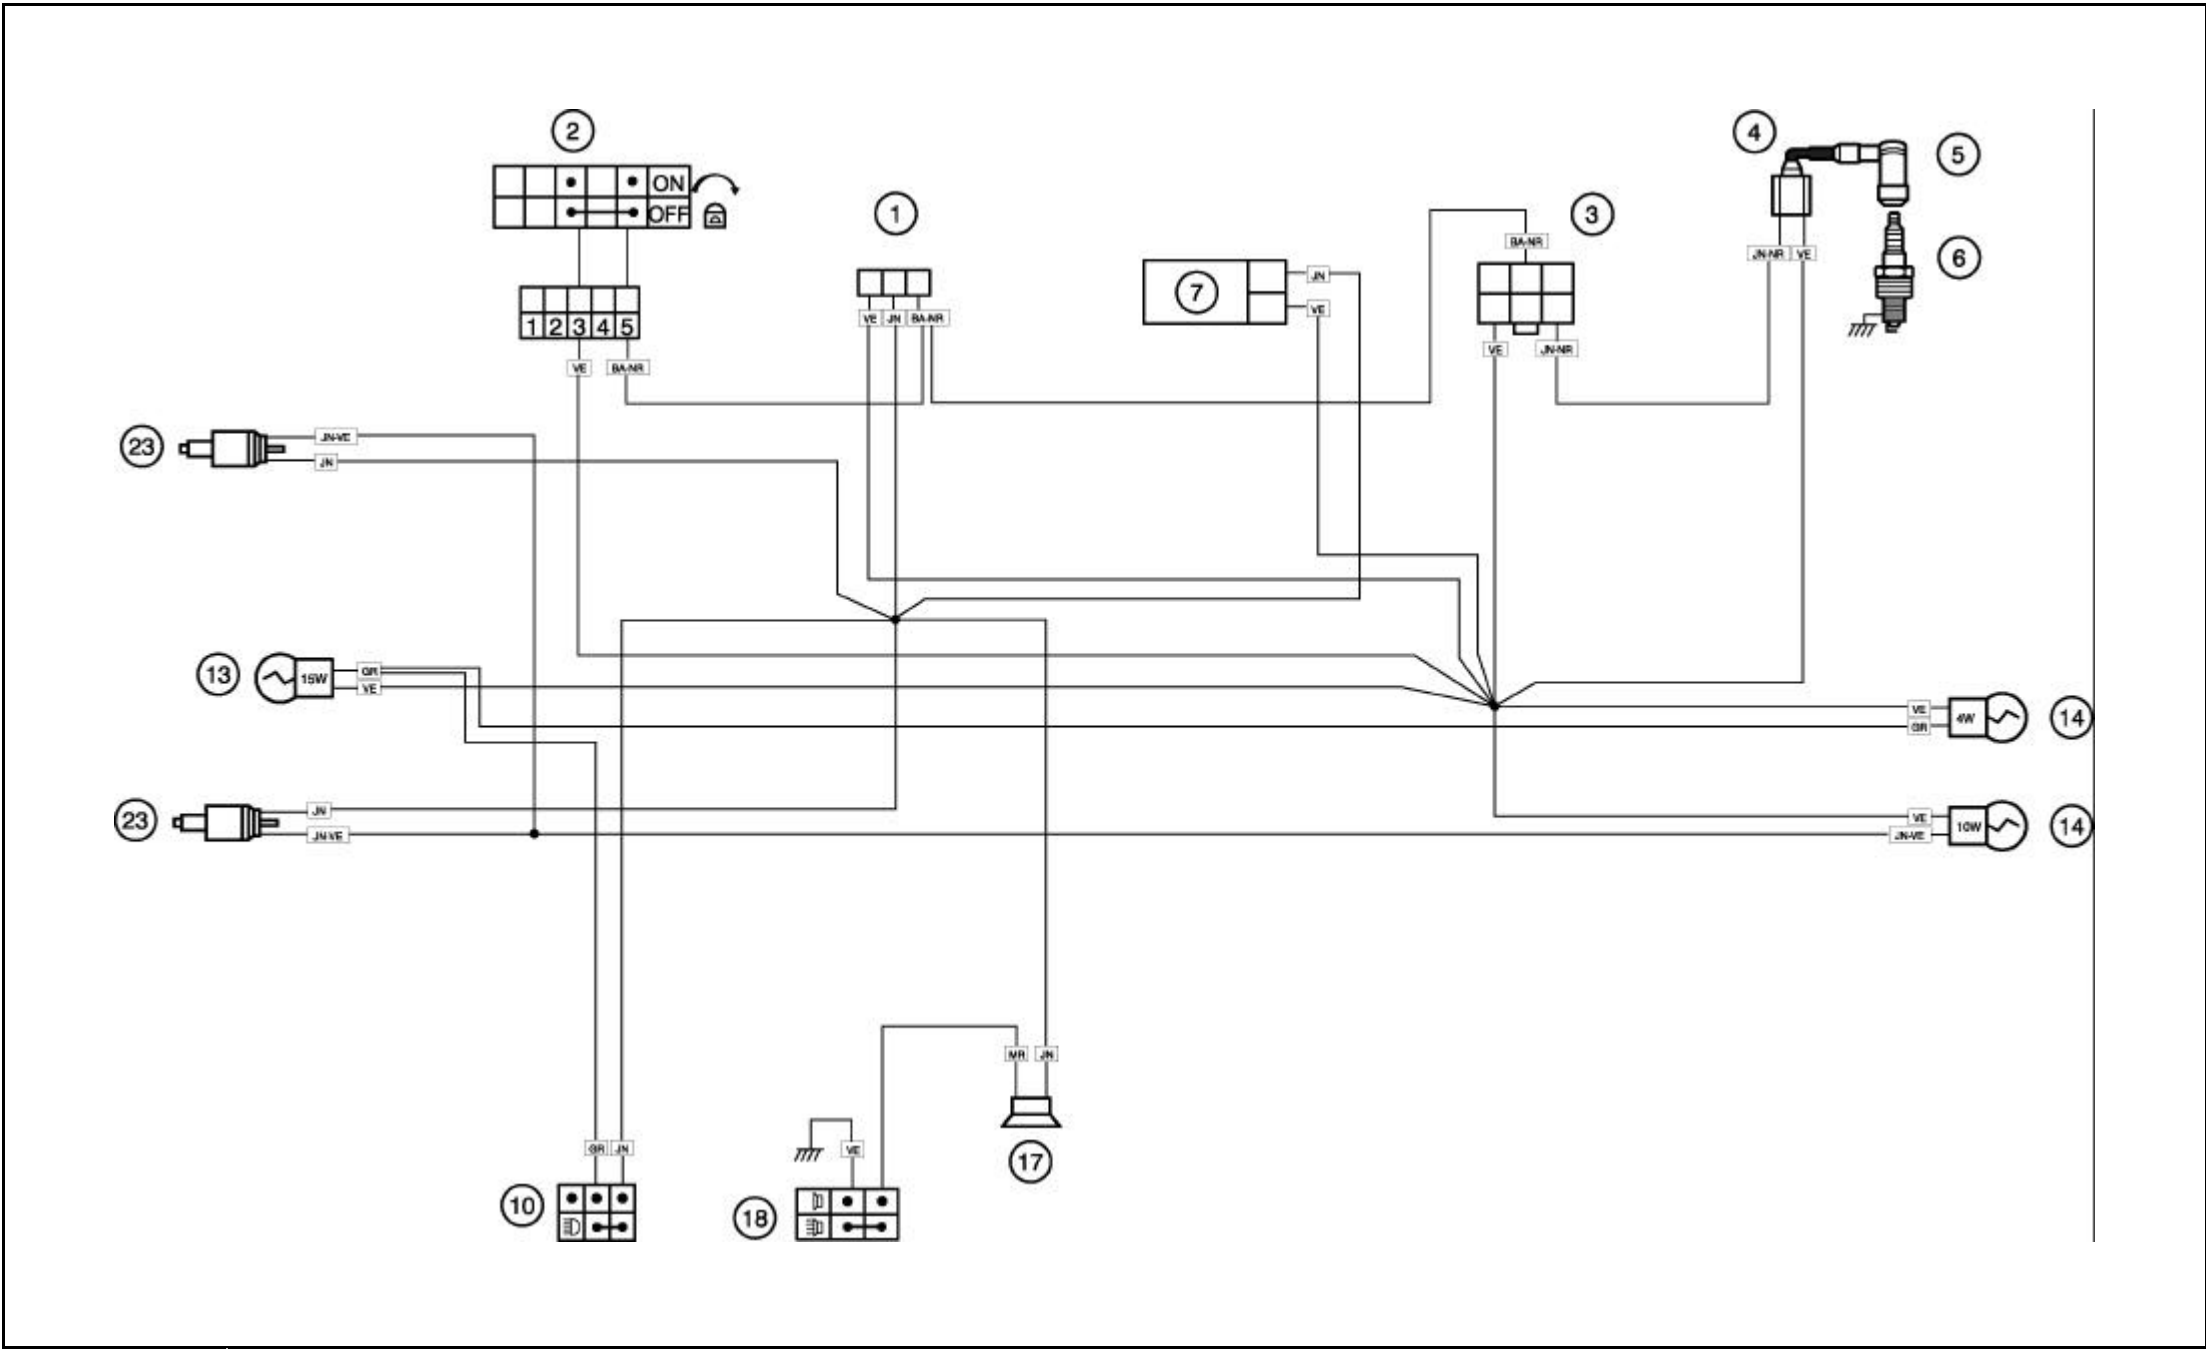 2
4
5
ON
OFF
1
3
BA-NR
JN-NR VE
6
7
JN
VE
VE JN BA-NR
1 2 3 4 5
VE BA-NR
VE JN-NR
23
JN-VE
JN
13
15W
GR
VE
VE
GR
4W
14
23
JN
JN-VE
VE
JN-VE
10W
14
MR JN
17
GR JN
VE
10
18